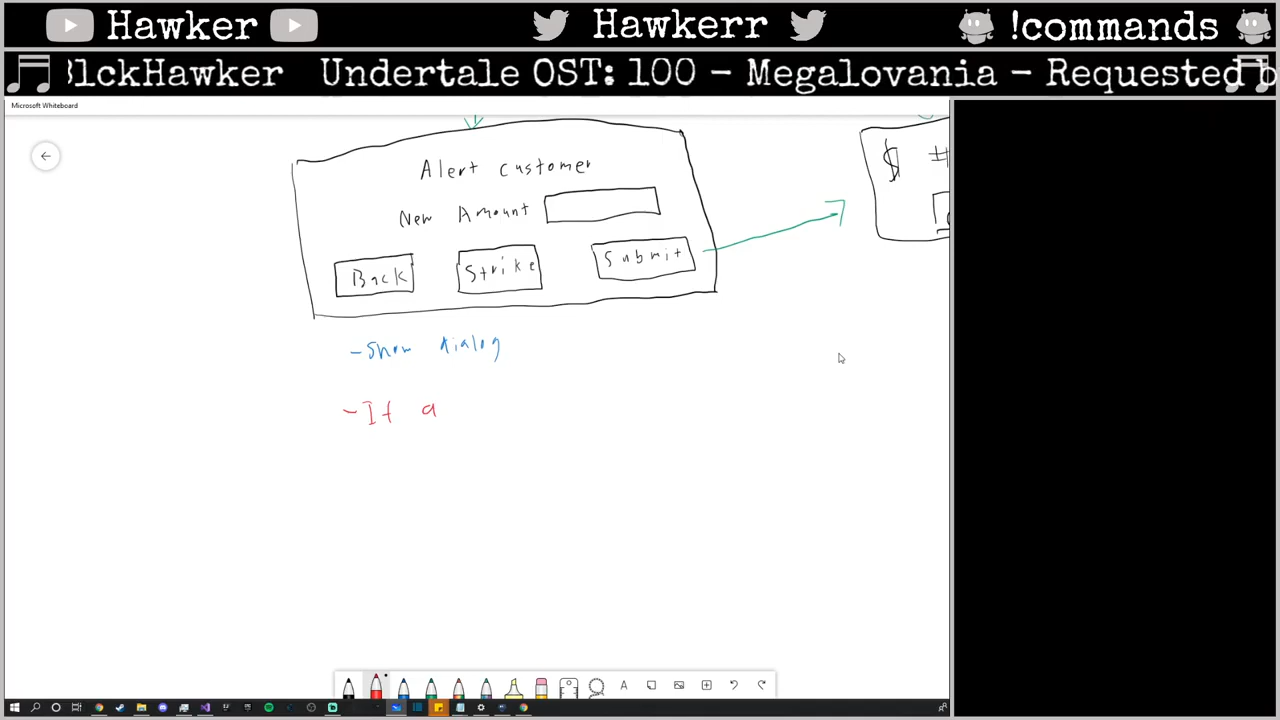 Hawker
Hawkerr
!commands
3lckHawker Undertale OST: 100 - Megalovania - Requested b
Microsoft Whiteboard
Alert customer
New Amount
Back
Strike
Submit
$ #
-Show dialog
-If a